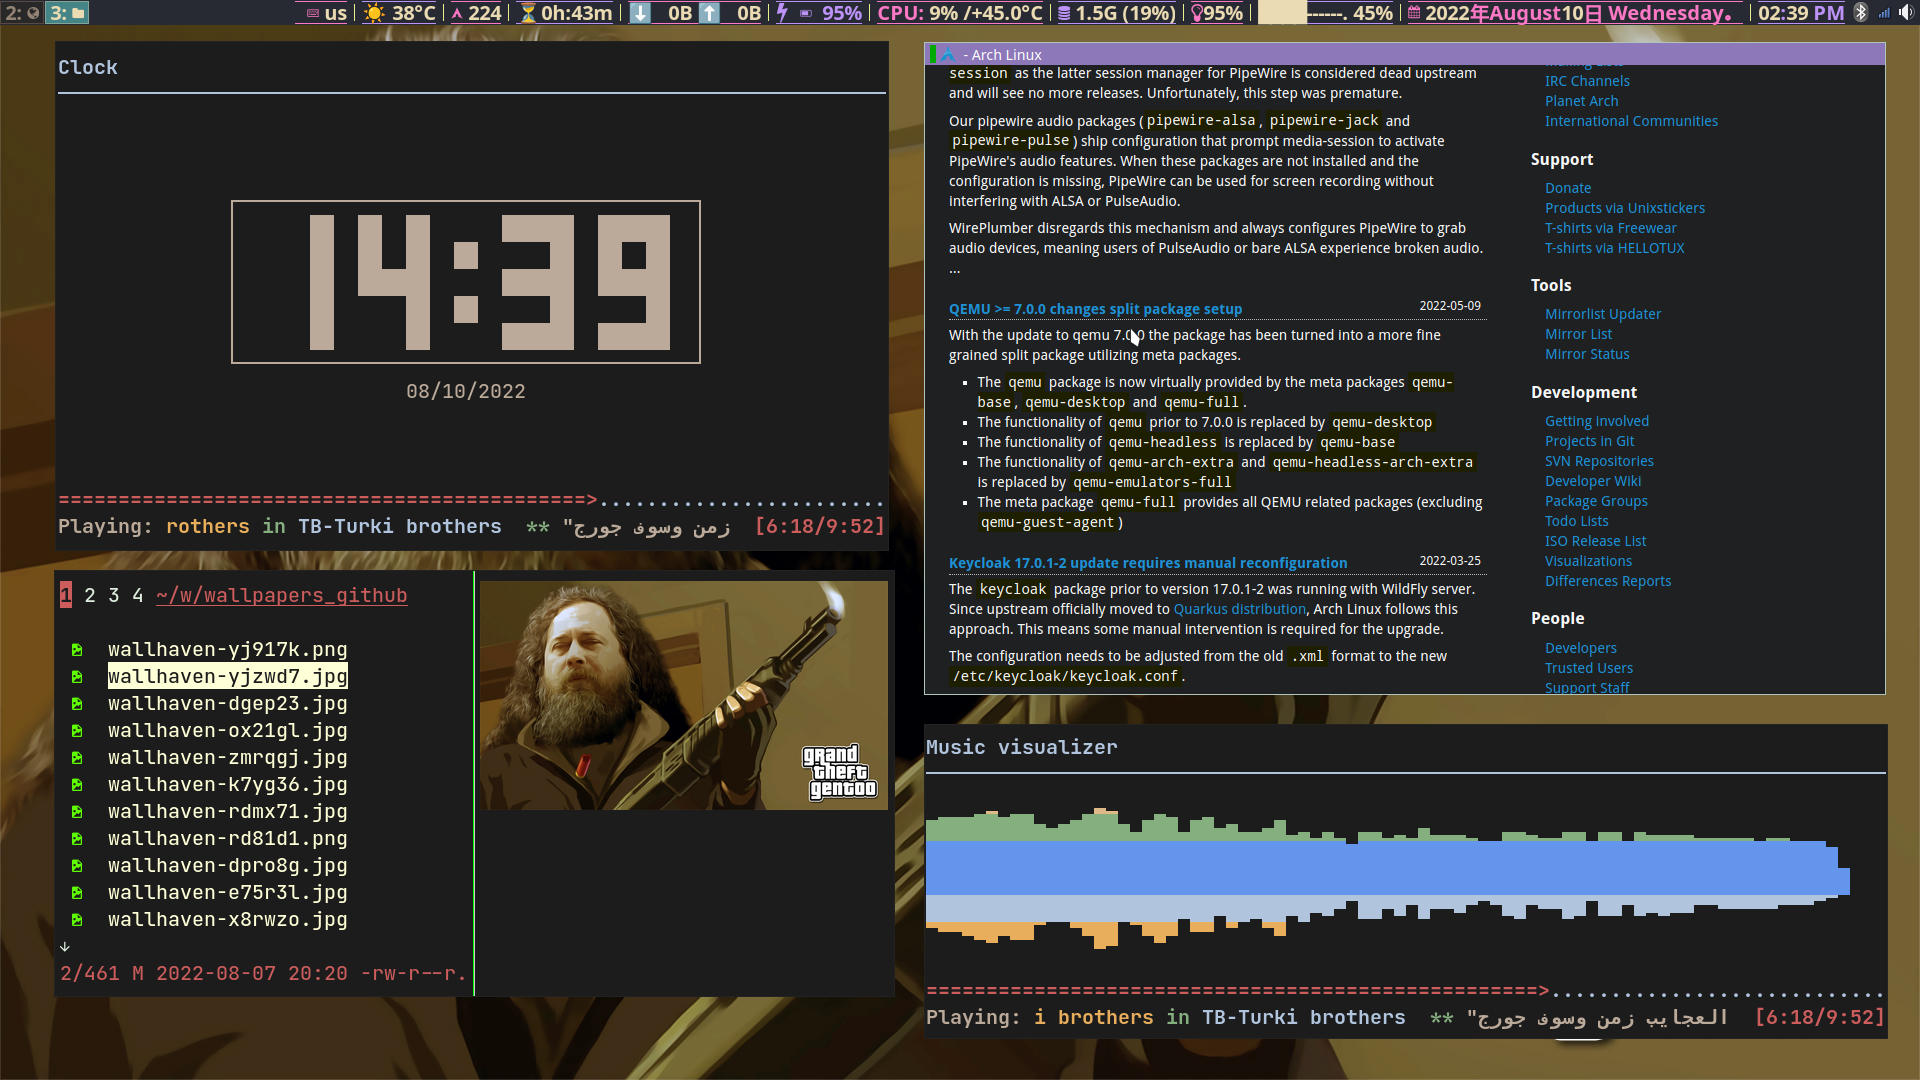 2: 3: us 38°C 224 0h:43m 0B 0B 95% CPU: 9% /+45.0°C 1.5G (19%) 95% ------. 45% 2022年August10日 Wednesday。 02:39 PM
Clock
14:39
08/10/2022
============================================>........................
Playing: rothers in TB-Turki brothers ** "زمن وسوف جورج [6:18/9:52]
1 2 3 4 ~/w/wallpapers_github
wallhaven-yj917k.png
wallhaven-yjzwd7.jpg
wallhaven-dgep23.jpg
wallhaven-ox21gl.jpg
wallhaven-zmrqgj.jpg
wallhaven-k7yg36.jpg
wallhaven-rdmx71.jpg
wallhaven-rd81d1.png
wallhaven-dpro8g.jpg
wallhaven-e75r3l.jpg
wallhaven-x8rwzo.jpg
↓
2/461 M 2022-08-07 20:20 -rw-r--r.
grand
theft
gentoo
- Arch Linux
session as the latter session manager for PipeWire is considered dead upstream
and will see no more releases. Unfortunately, this step was premature.
Our pipewire audio packages ( pipewire-alsa , pipewire-jack and
pipewire-pulse ) ship configuration that prompt media-session to activate
PipeWire's audio features. When these packages are not installed and the
configuration is missing, PipeWire can be used for screen recording without
interfering with ALSA or PulseAudio.
WirePlumber disregards this mechanism and always configures PipeWire to grab
audio devices, meaning users of PulseAudio or bare ALSA experience broken audio.
...
QEMU >= 7.0.0 changes split package setup 2022-05-09
With the update to qemu 7.0.0 the package has been turned into a more fine
grained split package utilizing meta packages.
▪ The qemu package is now virtually provided by the meta packages qemu-
base , qemu-desktop and qemu-full .
▪ The functionality of qemu prior to 7.0.0 is replaced by qemu-desktop
▪ The functionality of qemu-headless is replaced by qemu-base
▪ The functionality of qemu-arch-extra and qemu-headless-arch-extra
is replaced by qemu-emulators-full
▪ The meta package qemu-full provides all QEMU related packages (excluding
qemu-guest-agent )
Keycloak 17.0.1-2 update requires manual reconfiguration 2022-03-25
The keycloak package prior to version 17.0.1-2 was running with WildFly server.
Since upstream officially moved to Quarkus distribution, Arch Linux follows this
approach. This means some manual intervention is required for the upgrade.
The configuration needs to be adjusted from the old .xml format to the new
/etc/keycloak/keycloak.conf .
Mailing Lists
IRC Channels
Planet Arch
International Communities
Support
Donate
Products via Unixstickers
T-shirts via Freewear
T-shirts via HELLOTUX
Tools
Mirrorlist Updater
Mirror List
Mirror Status
Development
Getting involved
Projects in Git
SVN Repositories
Developer Wiki
Package Groups
Todo Lists
ISO Release List
Visualizations
Differences Reports
People
Developers
Trusted Users
Support Staff
Music visualizer
===================================================>............................
Playing: i brothers in TB-Turki brothers ** "العجايب زمن وسوف جورج [6:18/9:52]